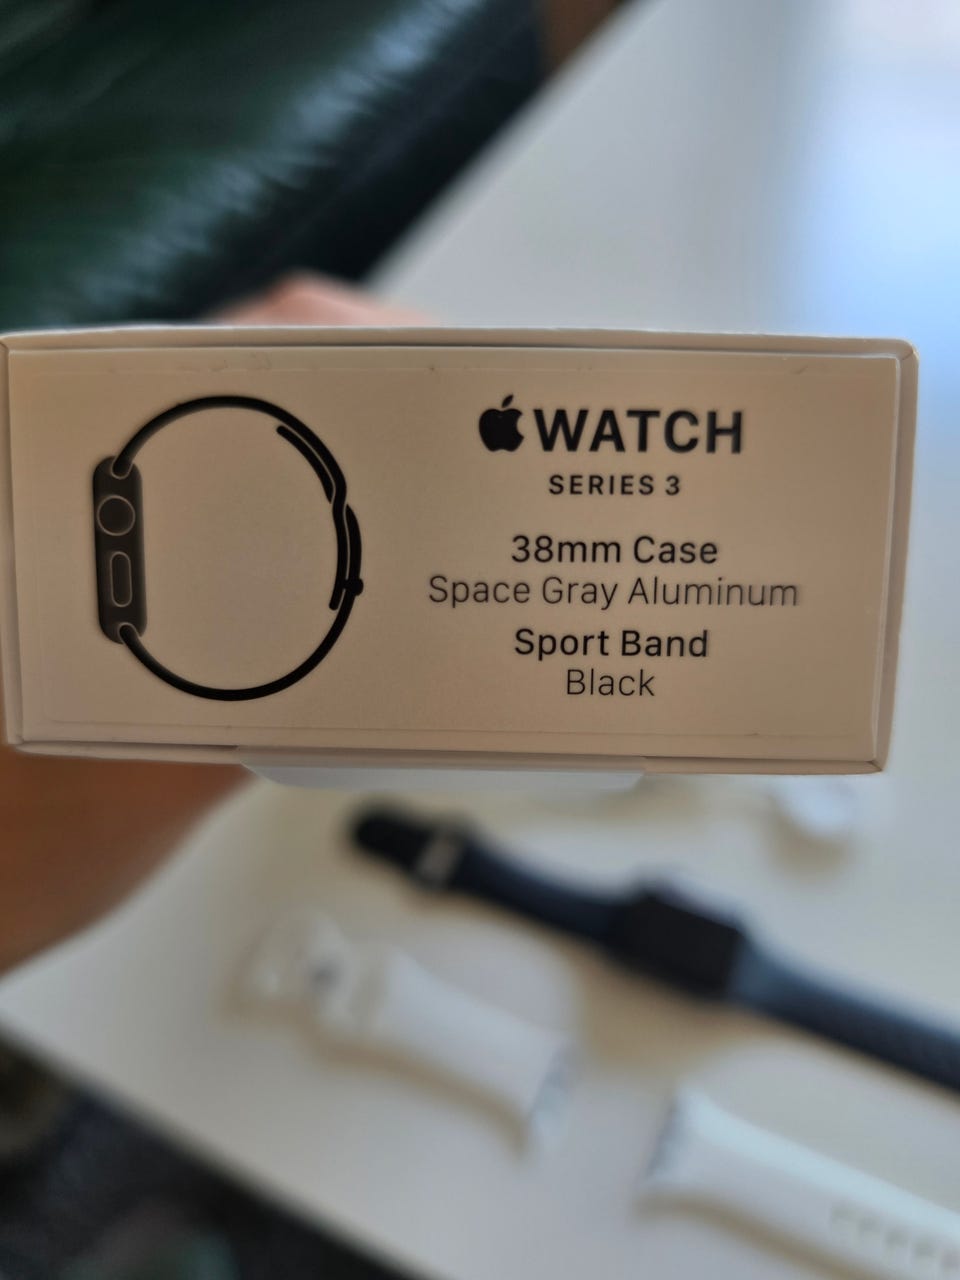 WATCH
SERIES 3
38mm Case
Space Gray Aluminum
Sport Band
Black